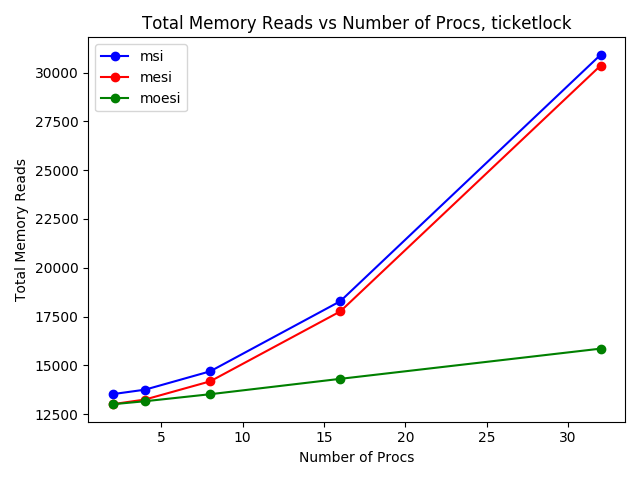 Total Memory Reads vs Number of Procs, ticketlock
msi
mesi
moesi
Total Memory Reads
30000
27500
25000
22500
20000
17500
15000
12500
5
10
15
20
25
30
Number of Procs